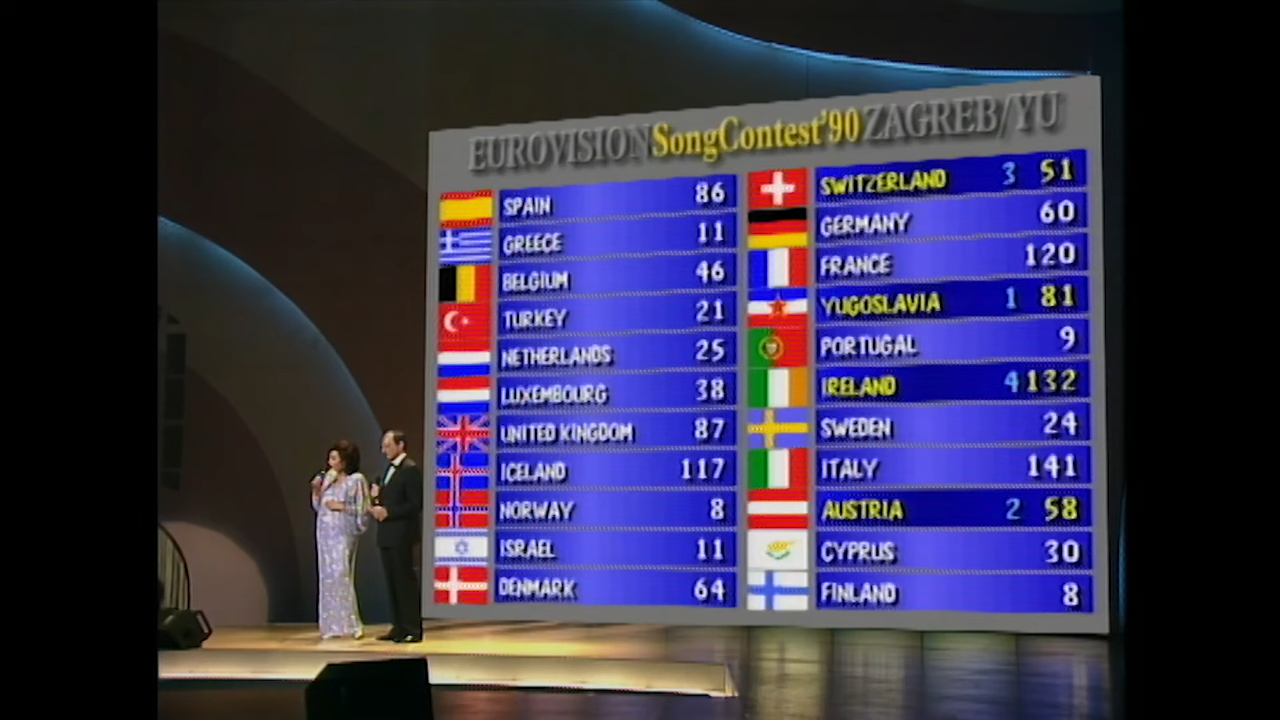 EUROVISION SongContest'90 ZAGREB/YU
SPAIN 86
GREECE 11
BELGIUM 46
TURKEY 21
NETHERLANDS 25
LUXEMBOURG 38
UNITED KINGDOM 87
ICELAND 117
NORWAY 8
ISRAEL 11
DENMARK 64
SWITZERLAND 3 51
GERMANY 60
FRANCE 120
YUGOSLAVIA 1 81
PORTUGAL 9
IRELAND 4 132
SWEDEN 24
ITALY 141
AUSTRIA 2 58
CYPRUS 30
FINLAND 8